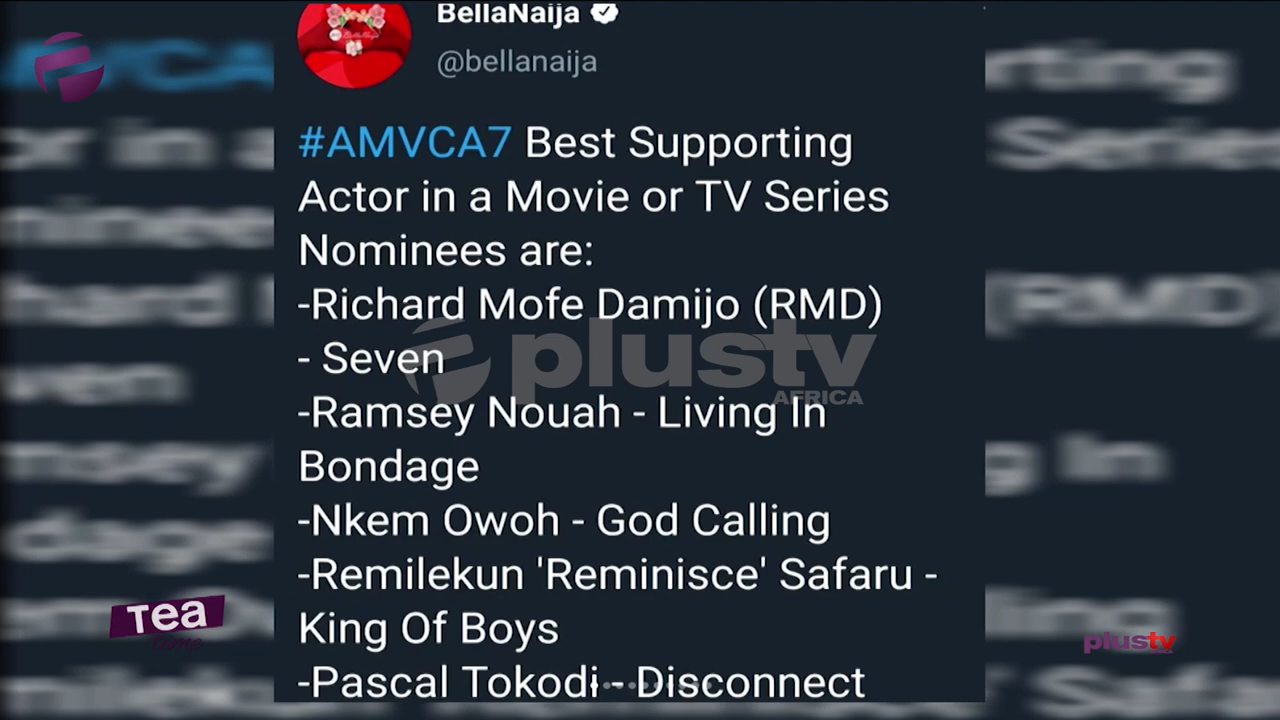 BellaNaija
@bellanaija
#AMVCA7 Best Supporting
Actor in a Movie or TV Series
Nominees are:
-Richard Mofe Damijo (RMD)
- Seven
-Ramsey Nouah - Living In
Bondage
-Nkem Owoh - God Calling
-Remilekun 'Reminisce' Safaru -
King Of Boys
-Pascal Tokodi - Disconnect
plustv
AFRICA
Tea
time
plustv